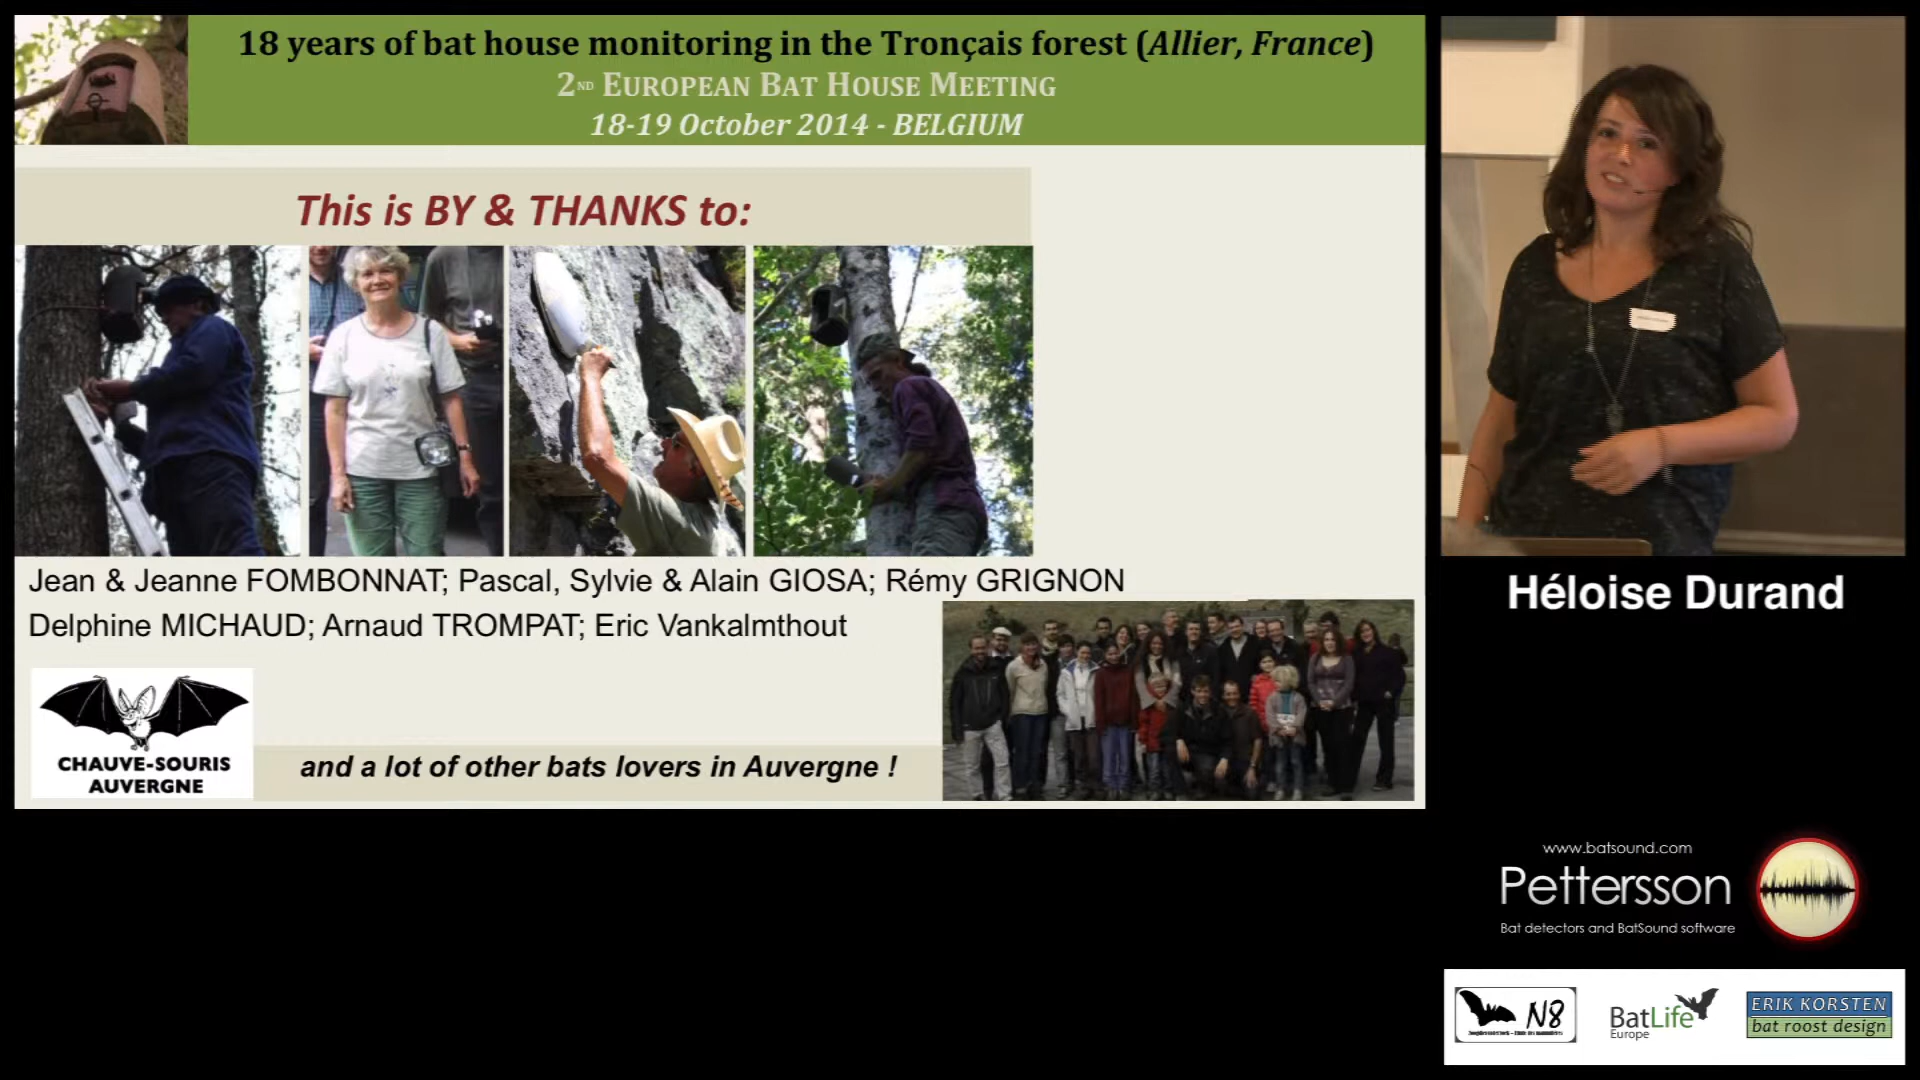 18 years of bat house monitoring in the Tronçais forest (Allier, France)
2ND EUROPEAN BAT HOUSE MEETING
18-19 October 2014 - BELGIUM
This is BY & THANKS to:
Jean & Jeanne FOMBONNAT; Pascal, Sylvie & Alain GIOSA; Rémy GRIGNON
Delphine MICHAUD; Arnaud TROMPAT; Eric Vankalmthout
CHAUVE-SOURIS
AUVERGNE
and a lot of other bats lovers in Auvergne !
Héloise Durand
www.batsound.com
Pettersson
Bat detectors and BatSound software
N8
BatLife
Europe
ERIK KORSTEN
bat roost design